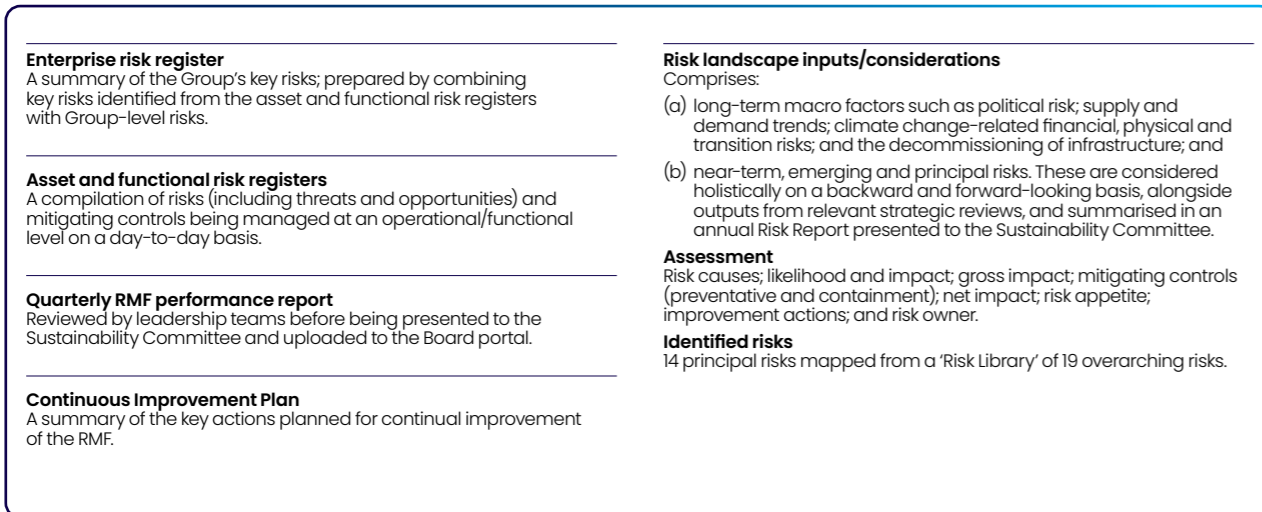 Enterprise risk register
A summary of the Group's key risks; prepared by combining
key risks identified from the asset and functional risk registers
with Group-level risks.
Asset and functional risk registers
A compilation of risks (including threats and opportunities) and
mitigating controls being managed at an operational/functional
level on a day-to-day basis.
Quarterly RMF performance report
Reviewed by leadership teams before being presented to the
Sustainability Committee and uploaded to the Board portal.
Continuous Improvement Plan
A summary of the key actions planned for continual improvement
of the RMF.
Risk landscape inputs/considerations
Comprises:
(a) long-term macro factors such as political risk; supply and
demand trends; climate change-related financial, physical and
transition risks; and the decommissioning of infrastructure; and
(b) near-term, emerging and principal risks. These are considered
holistically on a backward and forward-looking basis, alongside
outputs from relevant strategic reviews, and summarised in an
annual Risk Report presented to the Sustainability Committee.
Assessment
Risk causes; likelihood and impact; gross impact; mitigating controls
(preventative and containment); net impact; risk appetite;
improvement actions; and risk owner.
Identified risks
14 principal risks mapped from a 'Risk Library' of 19 overarching risks.